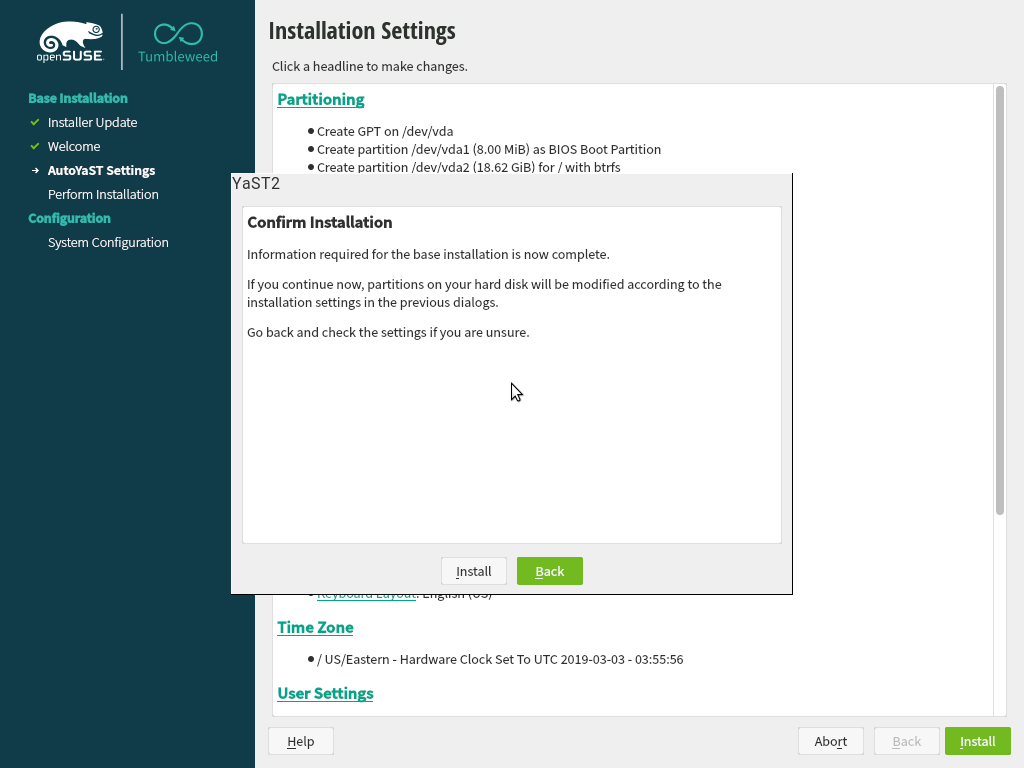 openSUSE
Tumbleweed
Base Installation
Installer Update
Welcome
AutoYaST Settings
Perform Installation
Configuration
System Configuration
Installation Settings
Click a headline to make changes.
Partitioning
Create GPT on /dev/vda
Create partition /dev/vda1 (8.00 MiB) as BIOS Boot Partition
Create partition /dev/vda2 (18.62 GiB) for / with btrfs
YaST2
Confirm Installation
Information required for the base installation is now complete.
If you continue now, partitions on your hard disk will be modified according to the
installation settings in the previous dialogs.
Go back and check the settings if you are unsure.
Install
Back
Keyboard Layout: English (US)
Time Zone
/ US/Eastern - Hardware Clock Set To UTC 2019-03-03 - 03:55:56
User Settings
Help
Abort
Back
Install